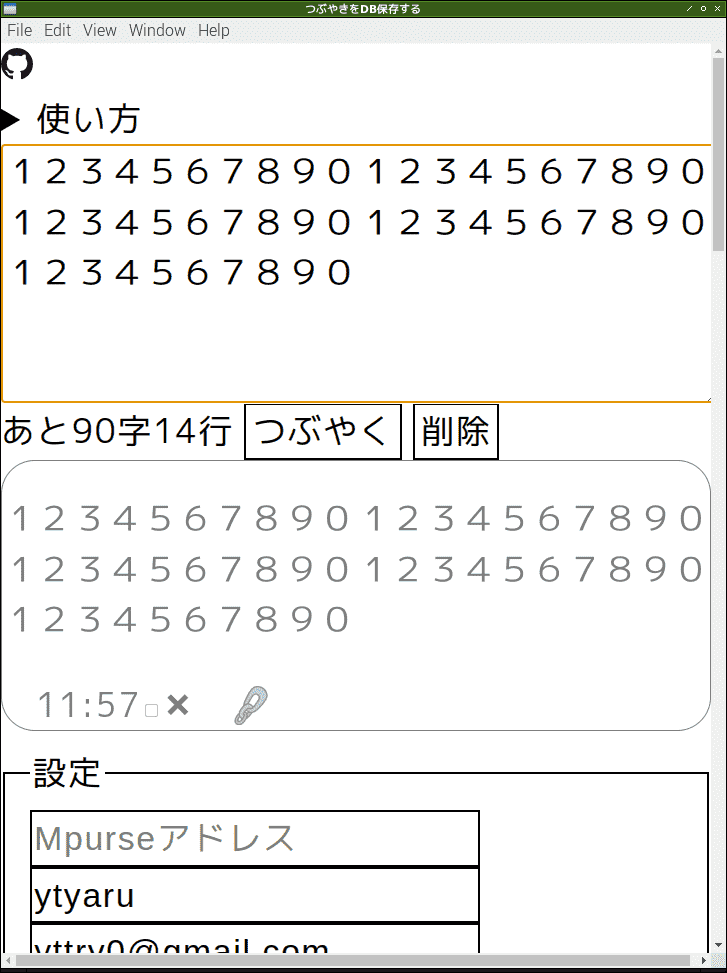 つぶやきをDB保存する
File Edit View Window Help
使い方
１２３４５６７８９０１２３４５６７８９０
１２３４５６７８９０１２３４５６７８９０
１２３４５６７８９０
あと90字14行 つぶやく 削除
１２３４５６７８９０１２３４５６７８９０
１２３４５６７８９０１２３４５６７８９０
１２３４５６７８９０
11:57
設定
Mpurseアドレス
ytyaru
yttry0@gmail.com